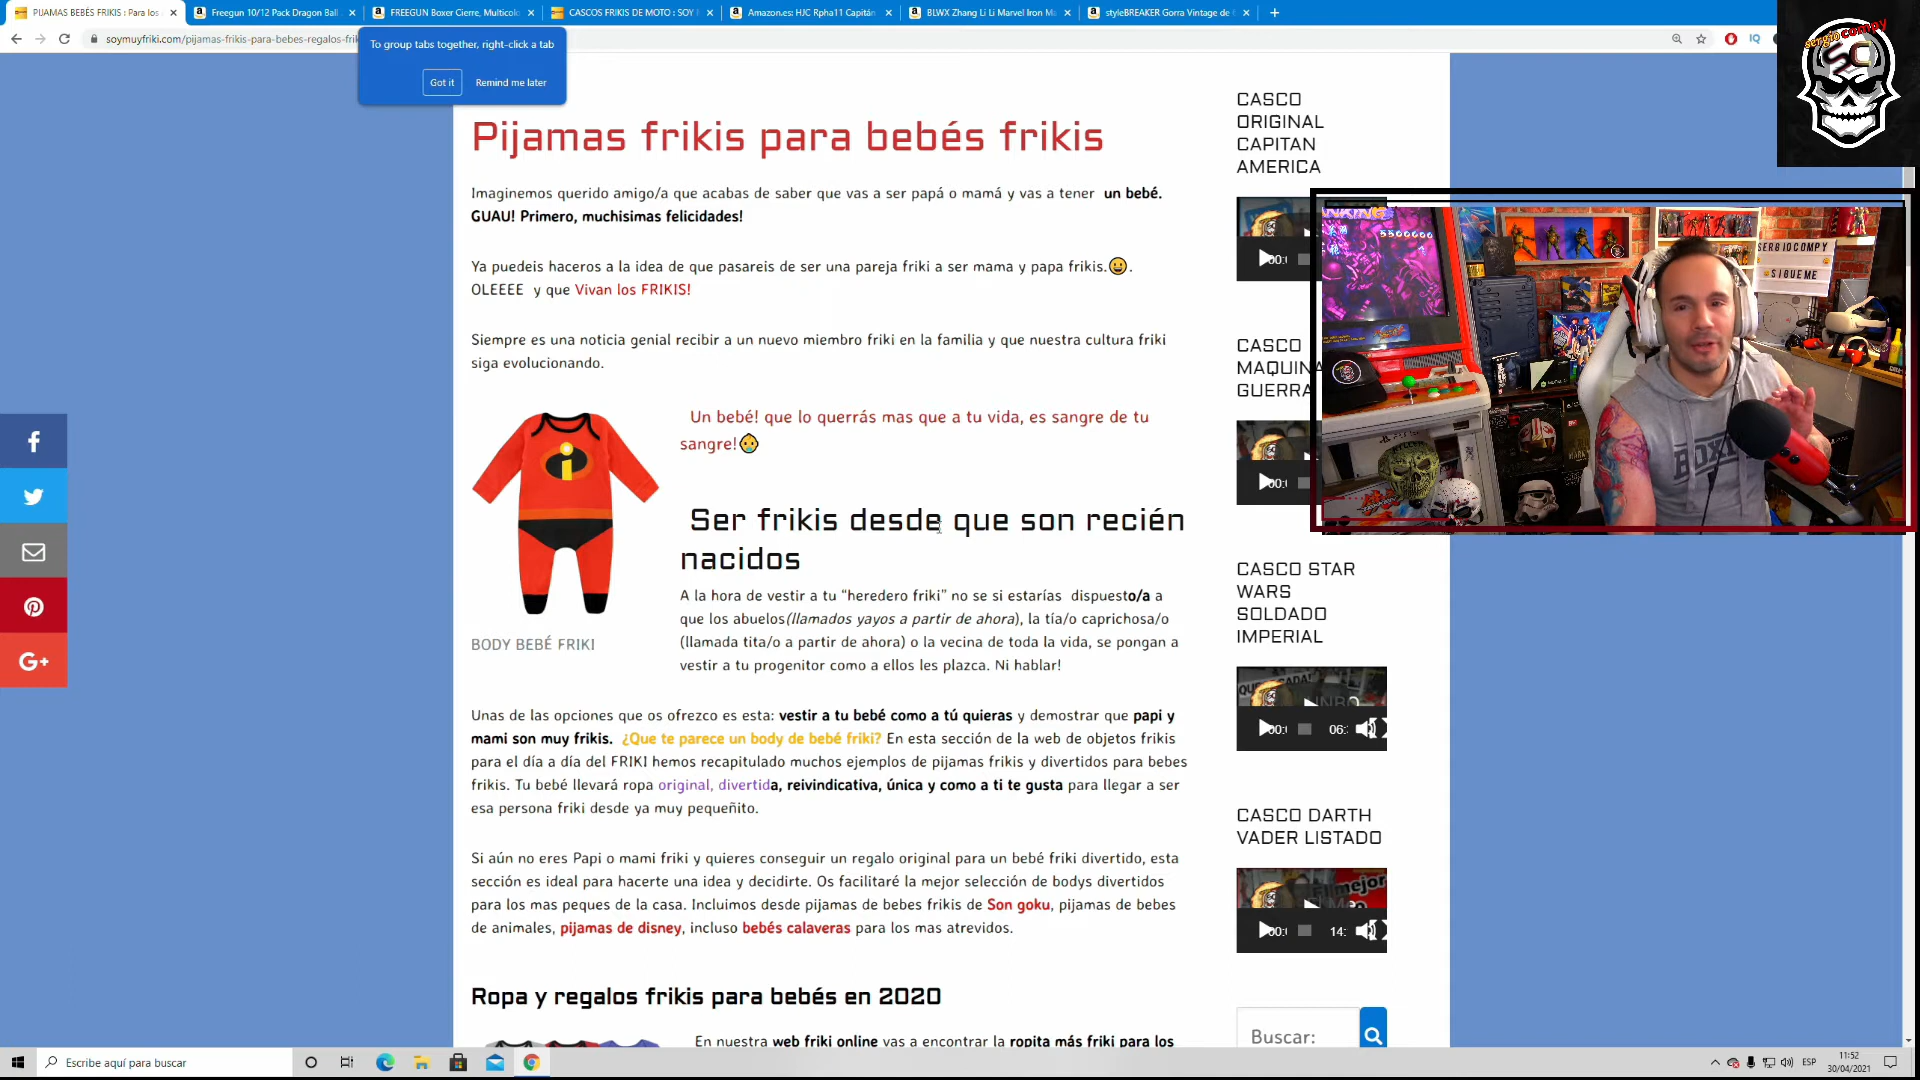 PIJAMAS BEBÉS FRIKIS : Para los
Freegun 10/12 Pack Dragon Ball
FREEGUN Boxer Cierre, Multicolo
CASCOS FRIKIS DE MOTO : SOY M
Amazon.es: HJC Rpha11 Capitán
BLWX Zhang Li Li Marvel Iron Ma
styleBREAKER Gorra Vintage de
soymuyfriki.com/pijamas-frikis-para-bebes-regalos-frik
To group tabs together, right-click a tab
Got it
Remind me later
sergio compy
SC
Pijamas frikis para bebés frikis
Imaginemos querido amigo/a que acabas de saber que vas a ser papá o mamá y vas a tener un bebé.
GUAU! Primero, muchisimas felicidades!
Ya puedeis haceros a la idea de que pasareis de ser una pareja friki a ser mama y papa frikis.😀.
OLEEEE y que Vivan los FRIKIS!
Siempre es una noticia genial recibir a un nuevo miembro friki en la familia y que nuestra cultura friki
siga evolucionando.
Un bebé! que lo querrás mas que a tu vida, es sangre de tu
sangre!👶
Ser frikis desde que son recién
nacidos
BODY BEBÉ FRIKI
A la hora de vestir a tu “heredero friki” no se si estarías dispuesto/a a
que los abuelos(llamados yayos a partir de ahora), la tía/o caprichosa/o
(llamada tita/o a partir de ahora) o la vecina de toda la vida, se pongan a
vestir a tu progenitor como a ellos les plazca. Ni hablar!
Unas de las opciones que os ofrezco es esta: vestir a tu bebé como a tú quieras y demostrar que papi y
mami son muy frikis. ¿Que te parece un body de bebé friki? En esta sección de la web de objetos frikis
para el día a día del FRIKI hemos recapitulado muchos ejemplos de pijamas frikis y divertidos para bebes
frikis. Tu bebé llevará ropa original, divertida, reivindicativa, única y como a ti te gusta para llegar a ser
esa persona friki desde ya muy pequeñito.
Si aún no eres Papi o mami friki y quieres conseguir un regalo original para un bebé friki divertido, esta
sección es ideal para hacerte una idea y decidirte. Os facilitaré la mejor selección de bodys divertidos
para los mas peques de la casa. Incluimos desde pijamas de bebes frikis de Son goku, pijamas de bebes
de animales, pijamas de disney, incluso bebés calaveras para los mas atrevidos.
Ropa y regalos frikis para bebés en 2020
En nuestra web friki online vas a encontrar la ropita más friki para los
CASCO
ORIGINAL
CAPITAN
AMERICA
00:
CASCO
MAQUINA
GUERRA
00:
CASCO STAR
WARS
SOLDADO
IMPERIAL
00:
06:
CASCO DARTH
VADER LISTADO
El mejor
00:
14:
Buscar:
NKING
5500000
SERGIOCOMPY
SIGUEME
BOXE
Escribe aquí para buscar
ESP
11:52
30/04/2021